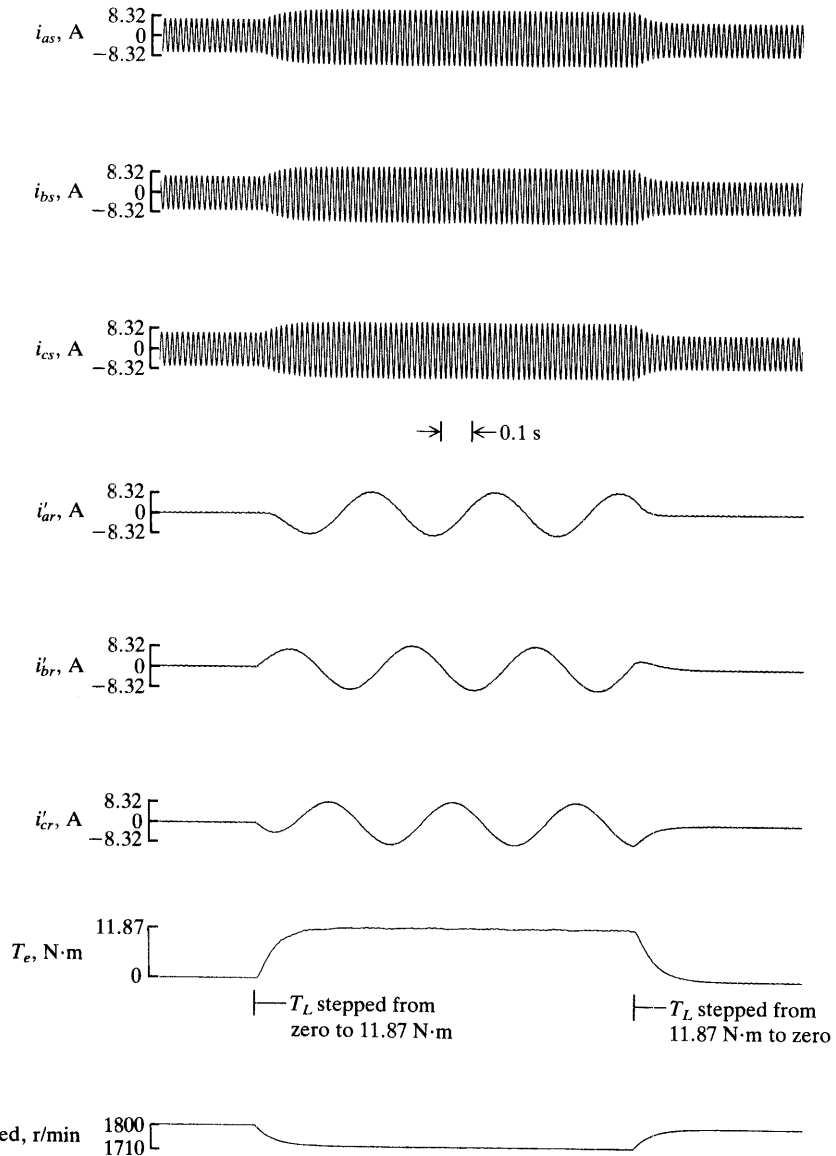 i_as, A
8.32
0
−8.32
i_bs, A
8.32
0
−8.32
i_cs, A
8.32
0
−8.32
0.1 s
i′_ar, A
8.32
0
−8.32
i′_br, A
8.32
0
−8.32
i′_cr, A
8.32
0
−8.32
T_e, N·m
11.87
0
T_L stepped from
zero to 11.87 N·m
T_L stepped from
11.87 N·m to zero
ed, r/min
1800
1710